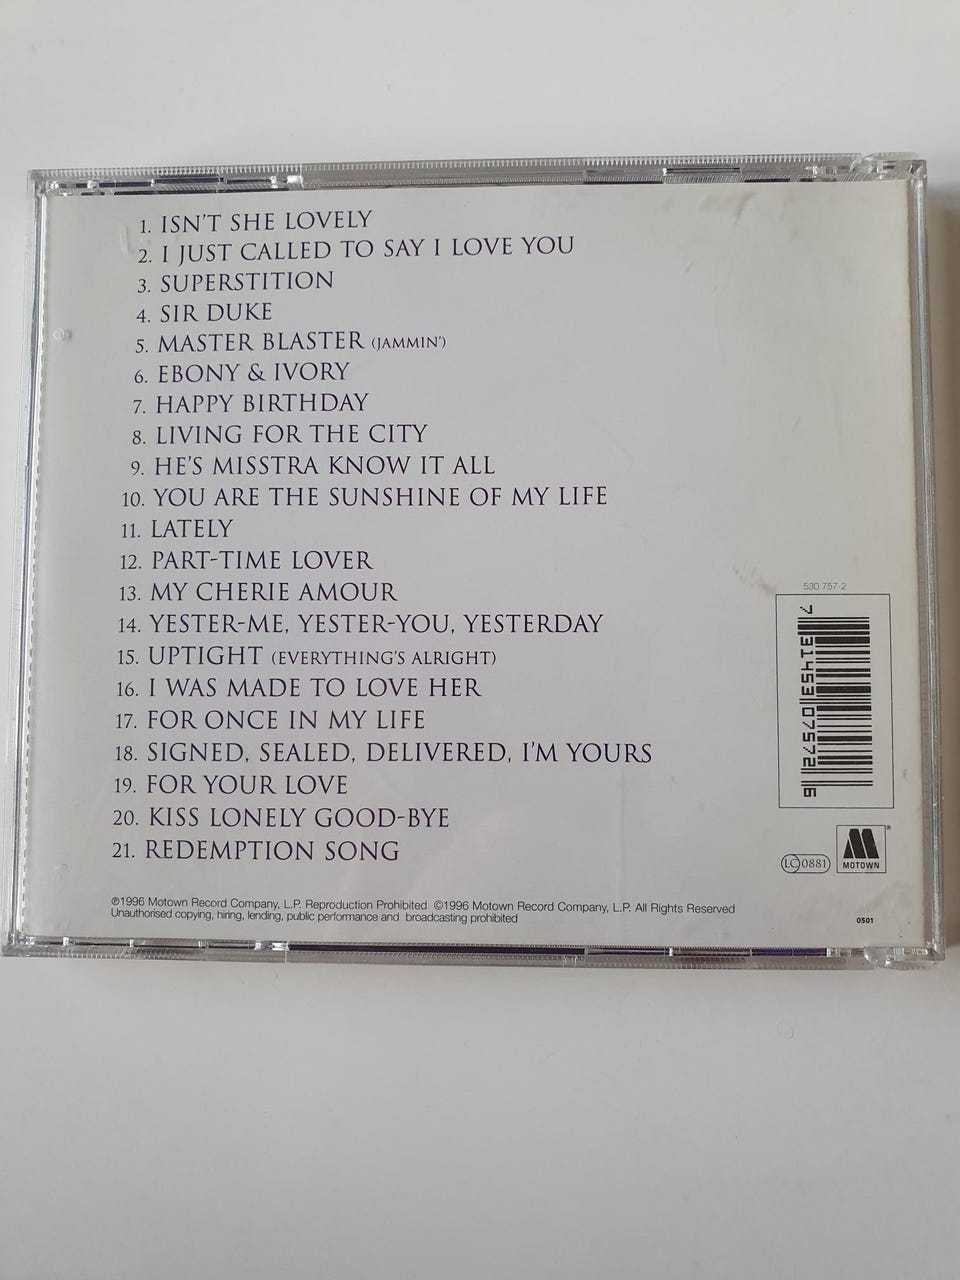 1. ISN'T SHE LOVELY
2. I JUST CALLED TO SAY I LOVE YOU
3. SUPERSTITION
4. SIR DUKE
5. MASTER BLASTER (JAMMIN')
6. EBONY & IVORY
7. HAPPY BIRTHDAY
8. LIVING FOR THE CITY
9. HE'S MISSTRA KNOW IT ALL
10. YOU ARE THE SUNSHINE OF MY LIFE
11. LATELY
12. PART-TIME LOVER
13. MY CHERIE AMOUR
14. YESTER-ME, YESTER-YOU, YESTERDAY
15. UPTIGHT (EVERYTHING'S ALRIGHT)
16. I WAS MADE TO LOVE HER
17. FOR ONCE IN MY LIFE
18. SIGNED, SEALED, DELIVERED, I'M YOURS
19. FOR YOUR LOVE
20. KISS LONELY GOOD-BYE
21. REDEMPTION SONG
530 757-2
7 31453 07572 6
LC 0881
M®
MOTOWN
℗1996 Motown Record Company, L.P. Reproduction Prohibited ©1996 Motown Record Company, L.P. All Rights Reserved
Unauthorised copying, hiring, lending, public performance and broadcasting prohibited
0501